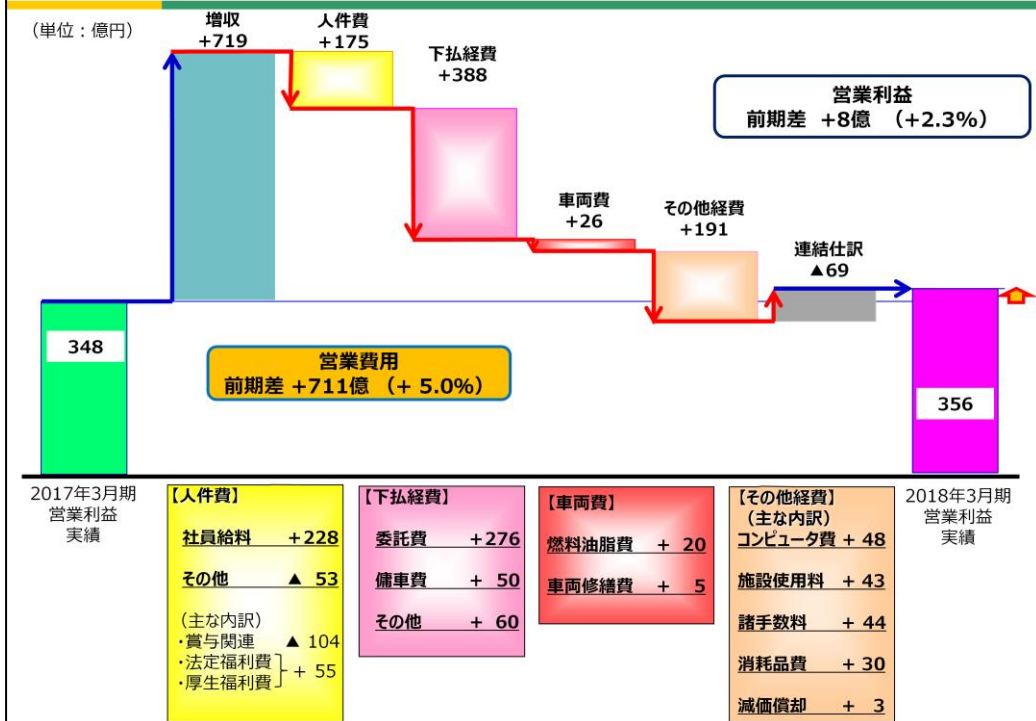 （単位：億円）
増収
+719
人件費
+175
下払経費
+388
車両費
+26
その他経費
+191
連結仕訳
▲69
営業利益
前期差 +8億 （+2.3%）
348
営業費用
前期差 +711億 （+ 5.0%）
356
2017年3月期
営業利益
実績
【人件費】
社員給料 +228
その他 ▲ 53
（主な内訳）
・賞与関連 ▲ 104
・法定福利費
・厚生福利費
+ 55
【下払経費】
委託費 +276
傭車費 + 50
その他 + 60
【車両費】
燃料油脂費 + 20
車両修繕費 + 5
【その他経費】
（主な内訳）
コンピュータ費 + 48
施設使用料 + 43
諸手数料 + 44
消耗品費 + 30
減価償却 + 3
2018年3月期
営業利益
実績